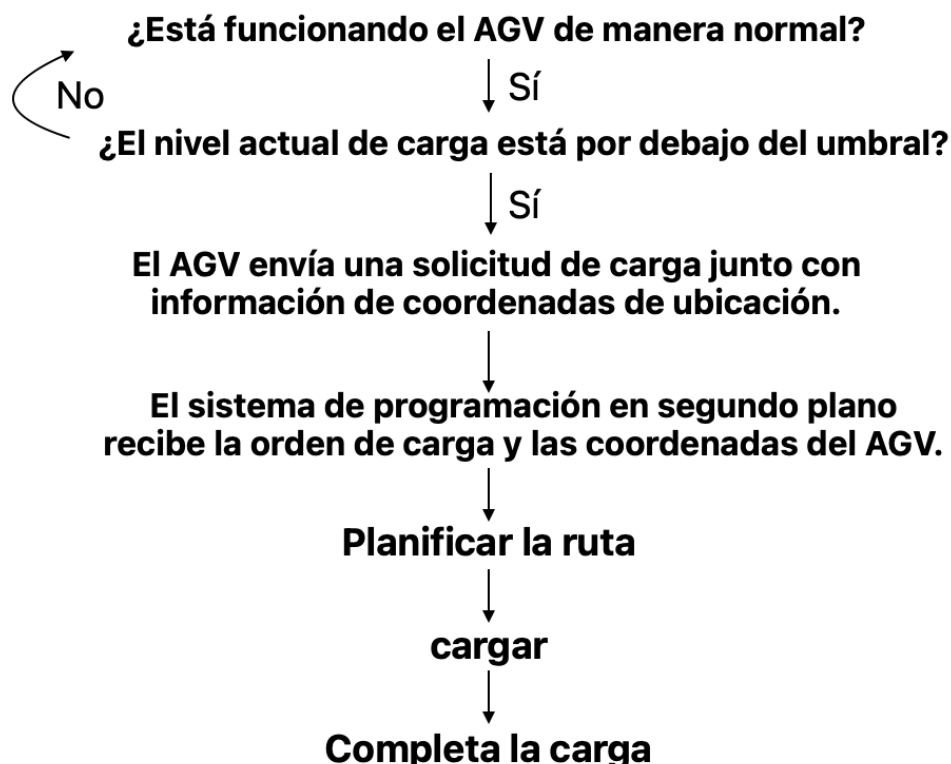 ¿Está funcionando el AGV de manera normal?
Sí
No
¿El nivel actual de carga está por debajo del umbral?
Sí
El AGV envía una solicitud de carga junto con
información de coordenadas de ubicación.
El sistema de programación en segundo plano
recibe la orden de carga y las coordenadas del AGV.
Planificar la ruta
cargar
Completa la carga